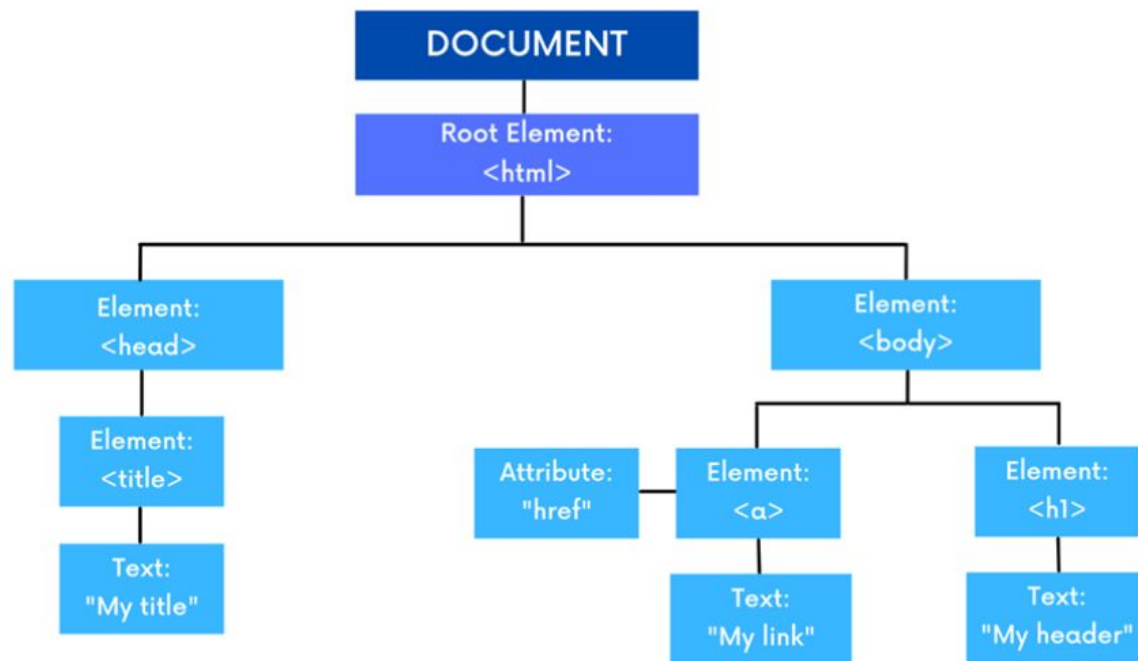 DOCUMENT
Root Element:
<html>
Element:
<head>
Element:
<body>
Element:
<title>
Attribute:
"href"
Element:
<a>
Element:
<h1>
Text:
"My title"
Text:
"My link"
Text:
"My header"